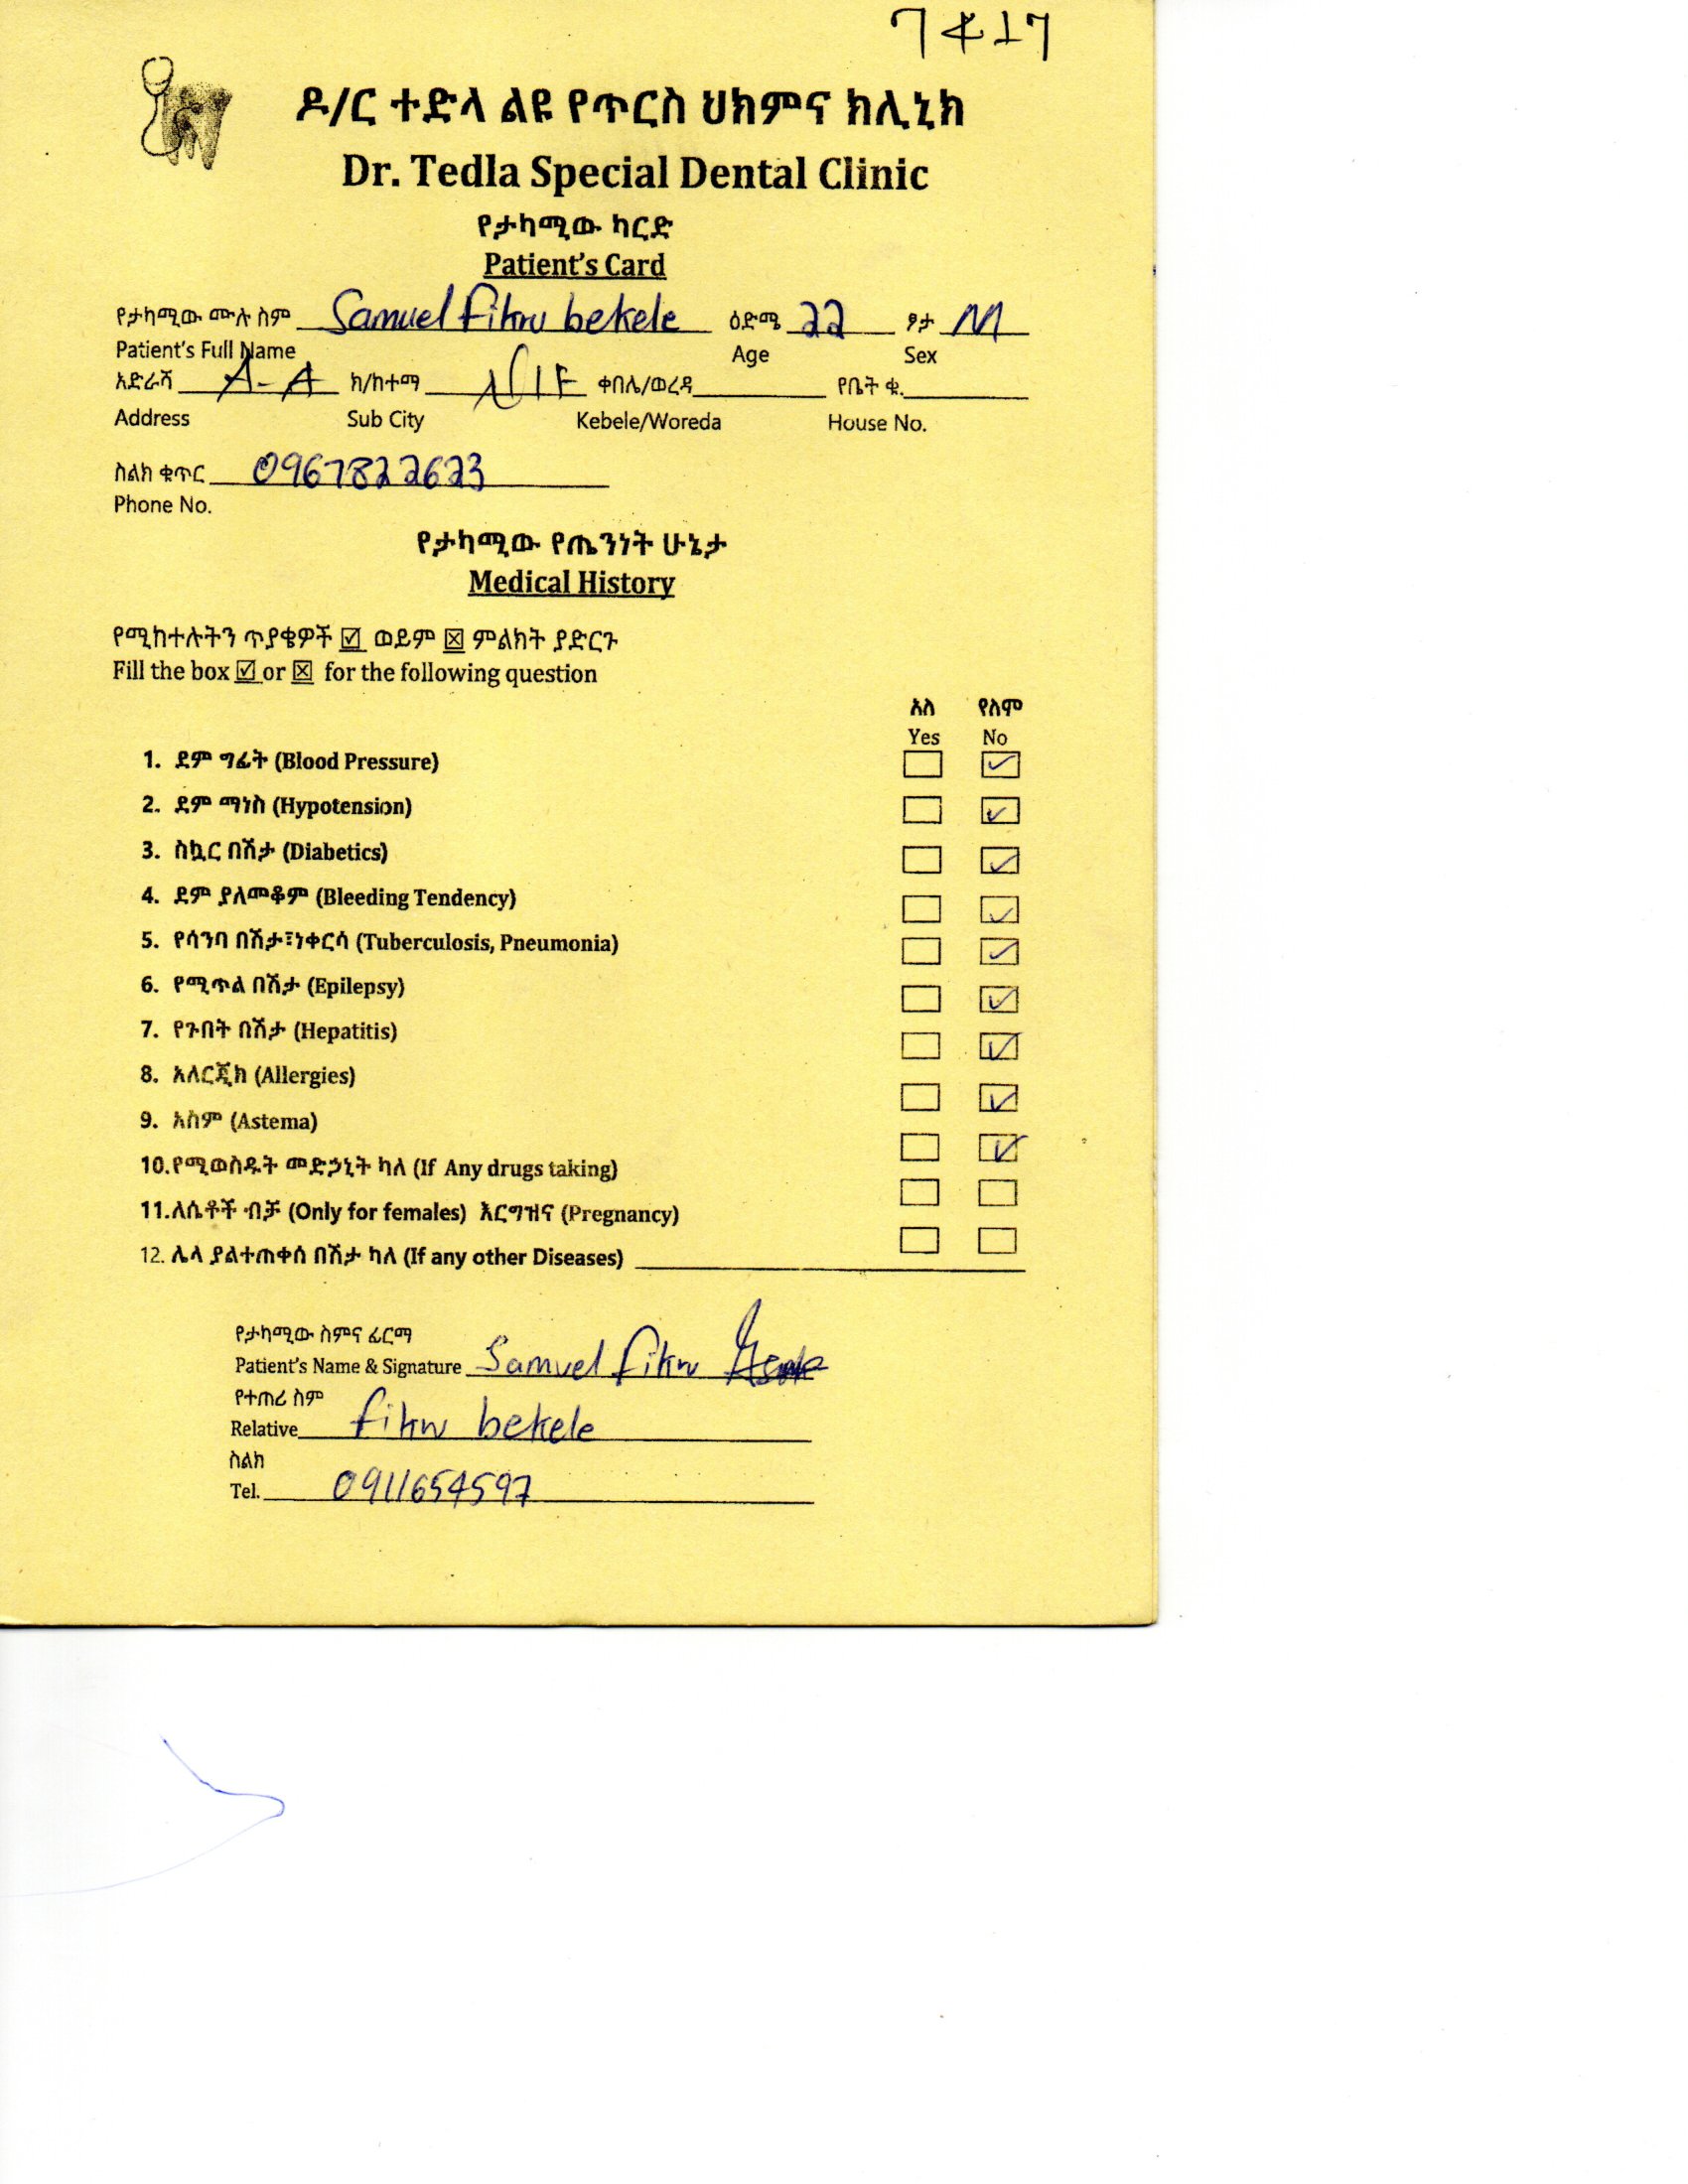 7417
ዶ/ር ተድላ ልዩ የጥርስ ህክምና ክሊኒክ
Dr. Tedla Special Dental Clinic
የታካሚው ካርድ
Patient's Card
የታካሚው ሙሉ ስም Samuel fikru bekele ዕድሜ 22 ፆታ M
Patient's Full Name Age Sex
አድራሻ A-A ክ/ከተማ ቀበሌ/ወረዳ የቤት ቁ.
Address Sub City Kebele/Woreda House No.
ስልክ ቁጥር 0967822623
Phone No.
የታካሚው የጤንነት ሁኔታ
Medical History
የሚከተሉትን ጥያቄዎች ☑ ወይም ☒ ምልክት ያድርጉ
Fill the box ☑ or ☒ for the following question
አለ የለም
Yes No
1. ደም ግፊት (Blood Pressure)
2. ደም ማነስ (Hypotension)
3. ስኳር በሽታ (Diabetics)
4. ደም ያለመቆም (Bleeding Tendency)
5. የሳንባ በሽታ፣ነቀርሳ (Tuberculosis, Pneumonia)
6. የሚጥል በሽታ (Epilepsy)
7. የጉበት በሽታ (Hepatitis)
8. አለርጂክ (Allergies)
9. አስም (Astema)
10.የሚወስዱት መድኃኒት ካለ (If Any drugs taking)
11.ለሴቶች ብቻ (Only for females) እርግዝና (Pregnancy)
12. ሌላ ያልተጠቀሰ በሽታ ካለ (If any other Diseases)
የታካሚው ስምና ፊርማ
Patient's Name & Signature Samuel fikru
የተጠሪ ስም
Relative fikru bekele
ስልክ
Tel. 0911654597